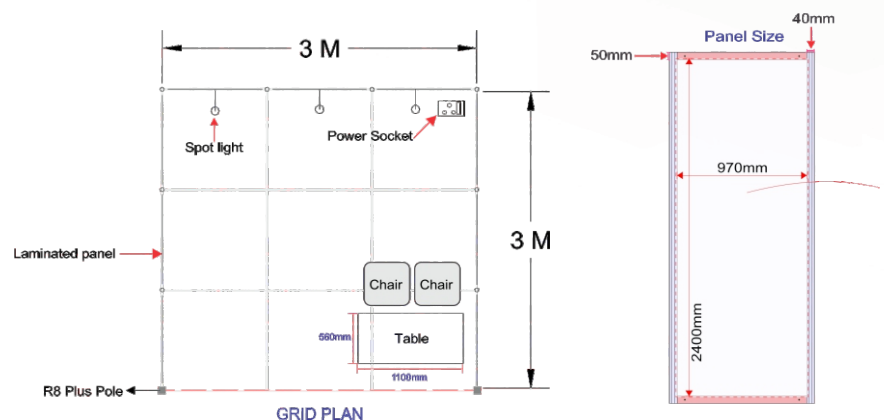 3 M
Spot light
Power Socket
3 M
Laminated panel
Chair
Chair
560mm
Table
1100mm
R8 Plus Pole
GRID PLAN
Panel Size
40mm
50mm
970mm
2400mm